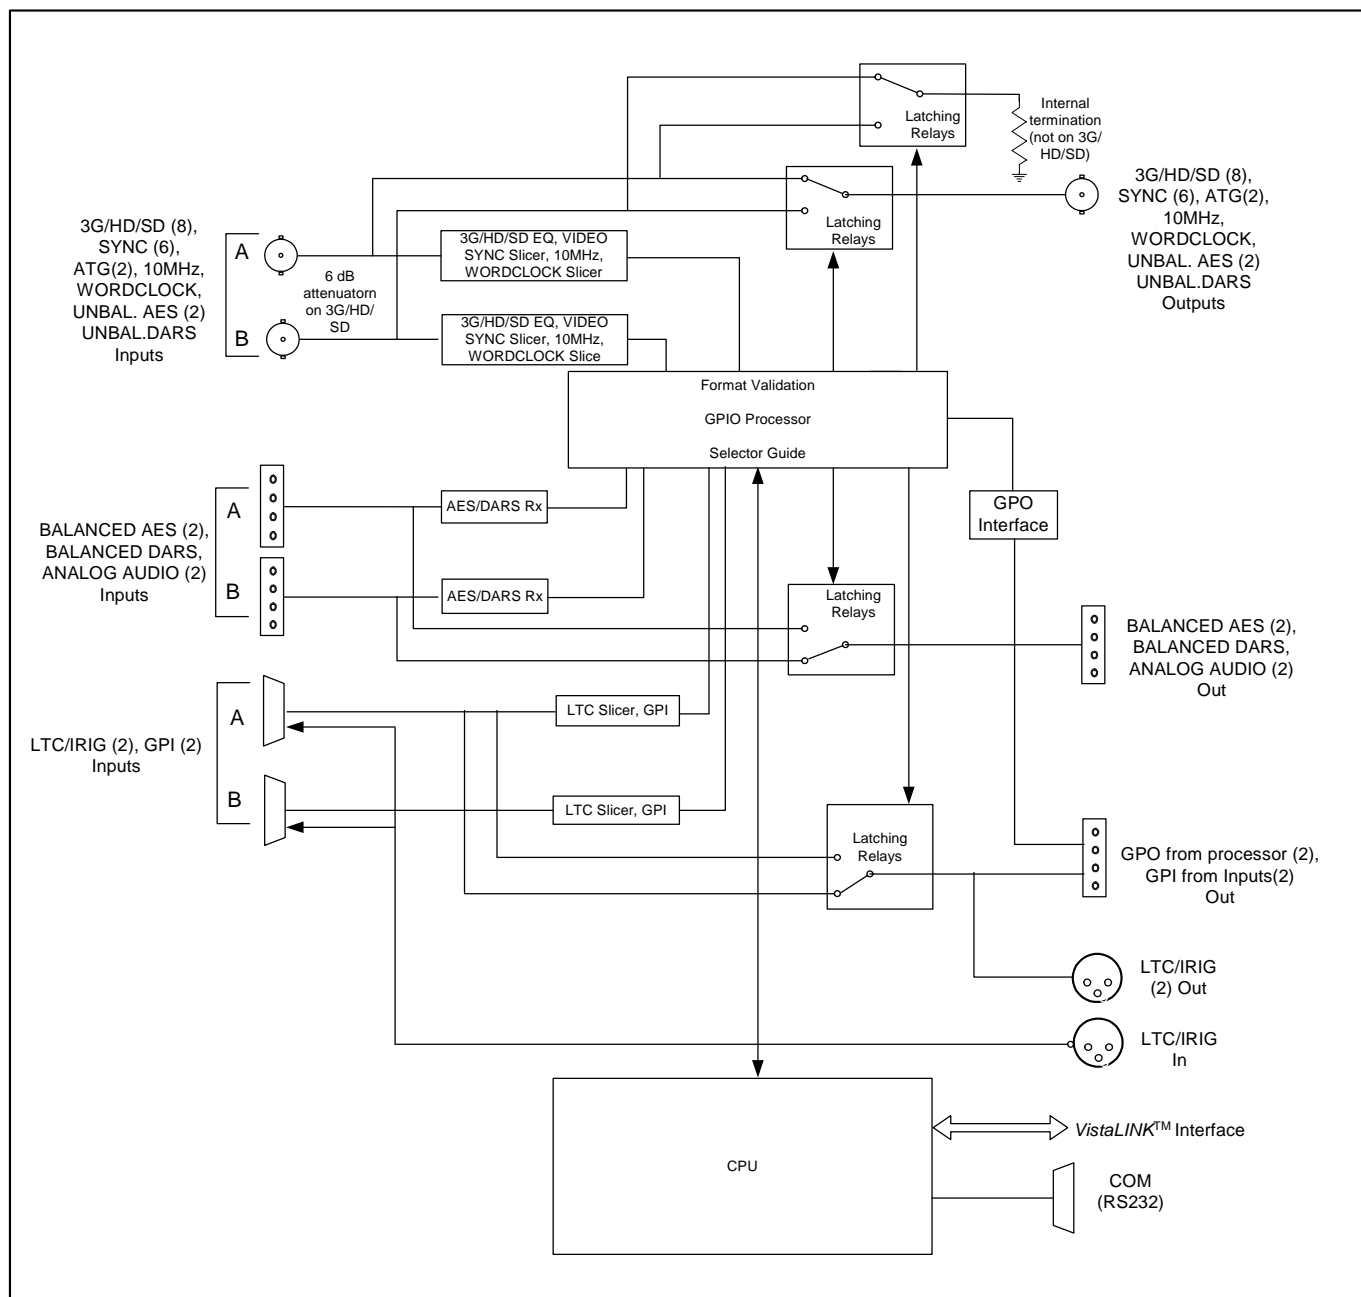 Latching
Relays
Internal
termination
(not on 3G/
HD/SD)
3G/HD/SD (8),
SYNC (6), ATG(2),
10MHz,
WORDCLOCK,
UNBAL. AES (2)
UNBAL.DARS
Outputs
Latching
Relays
3G/HD/SD (8),
SYNC (6),
ATG(2), 10MHz,
WORDCLOCK,
UNBAL. AES (2)
UNBAL.DARS
Inputs
A
B
6 dB
attenuatorn
on 3G/HD/
SD
3G/HD/SD EQ, VIDEO
SYNC Slicer, 10MHz,
WORDCLOCK Slicer
3G/HD/SD EQ, VIDEO
SYNC Slicer, 10MHz,
WORDCLOCK Slice
Format Validation
GPIO Processor
Selector Guide
GPO
Interface
BALANCED AES (2),
BALANCED DARS,
ANALOG AUDIO (2)
Inputs
A
B
AES/DARS Rx
AES/DARS Rx
Latching
Relays
BALANCED AES (2),
BALANCED DARS,
ANALOG AUDIO (2)
Out
LTC/IRIG (2), GPI (2)
Inputs
A
B
LTC Slicer, GPI
LTC Slicer, GPI
Latching
Relays
GPO from processor (2),
GPI from Inputs(2)
Out
LTC/IRIG
(2) Out
LTC/IRIG
In
CPU
VistaLINK™ Interface
COM
(RS232)